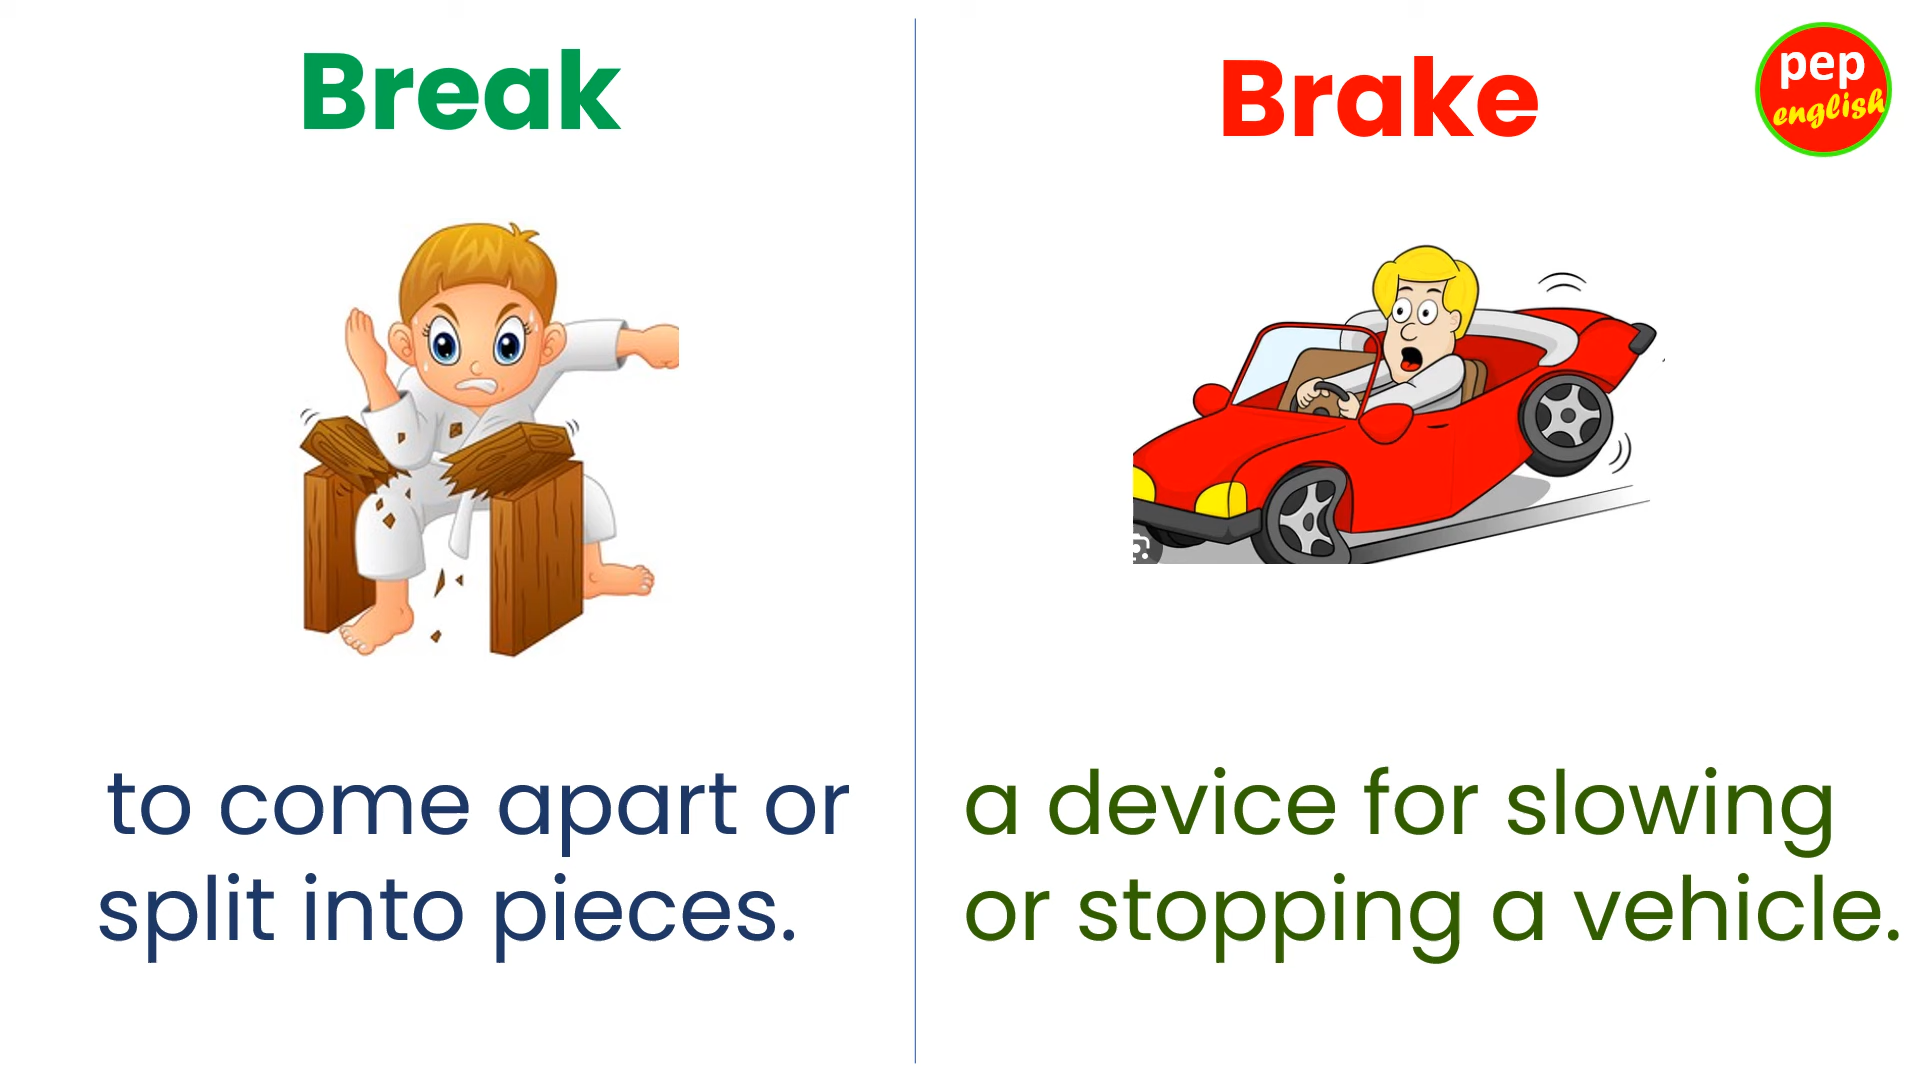 Break
to come apart or
split into pieces.
Brake
a device for slowing
or stopping a vehicle.
pep
english